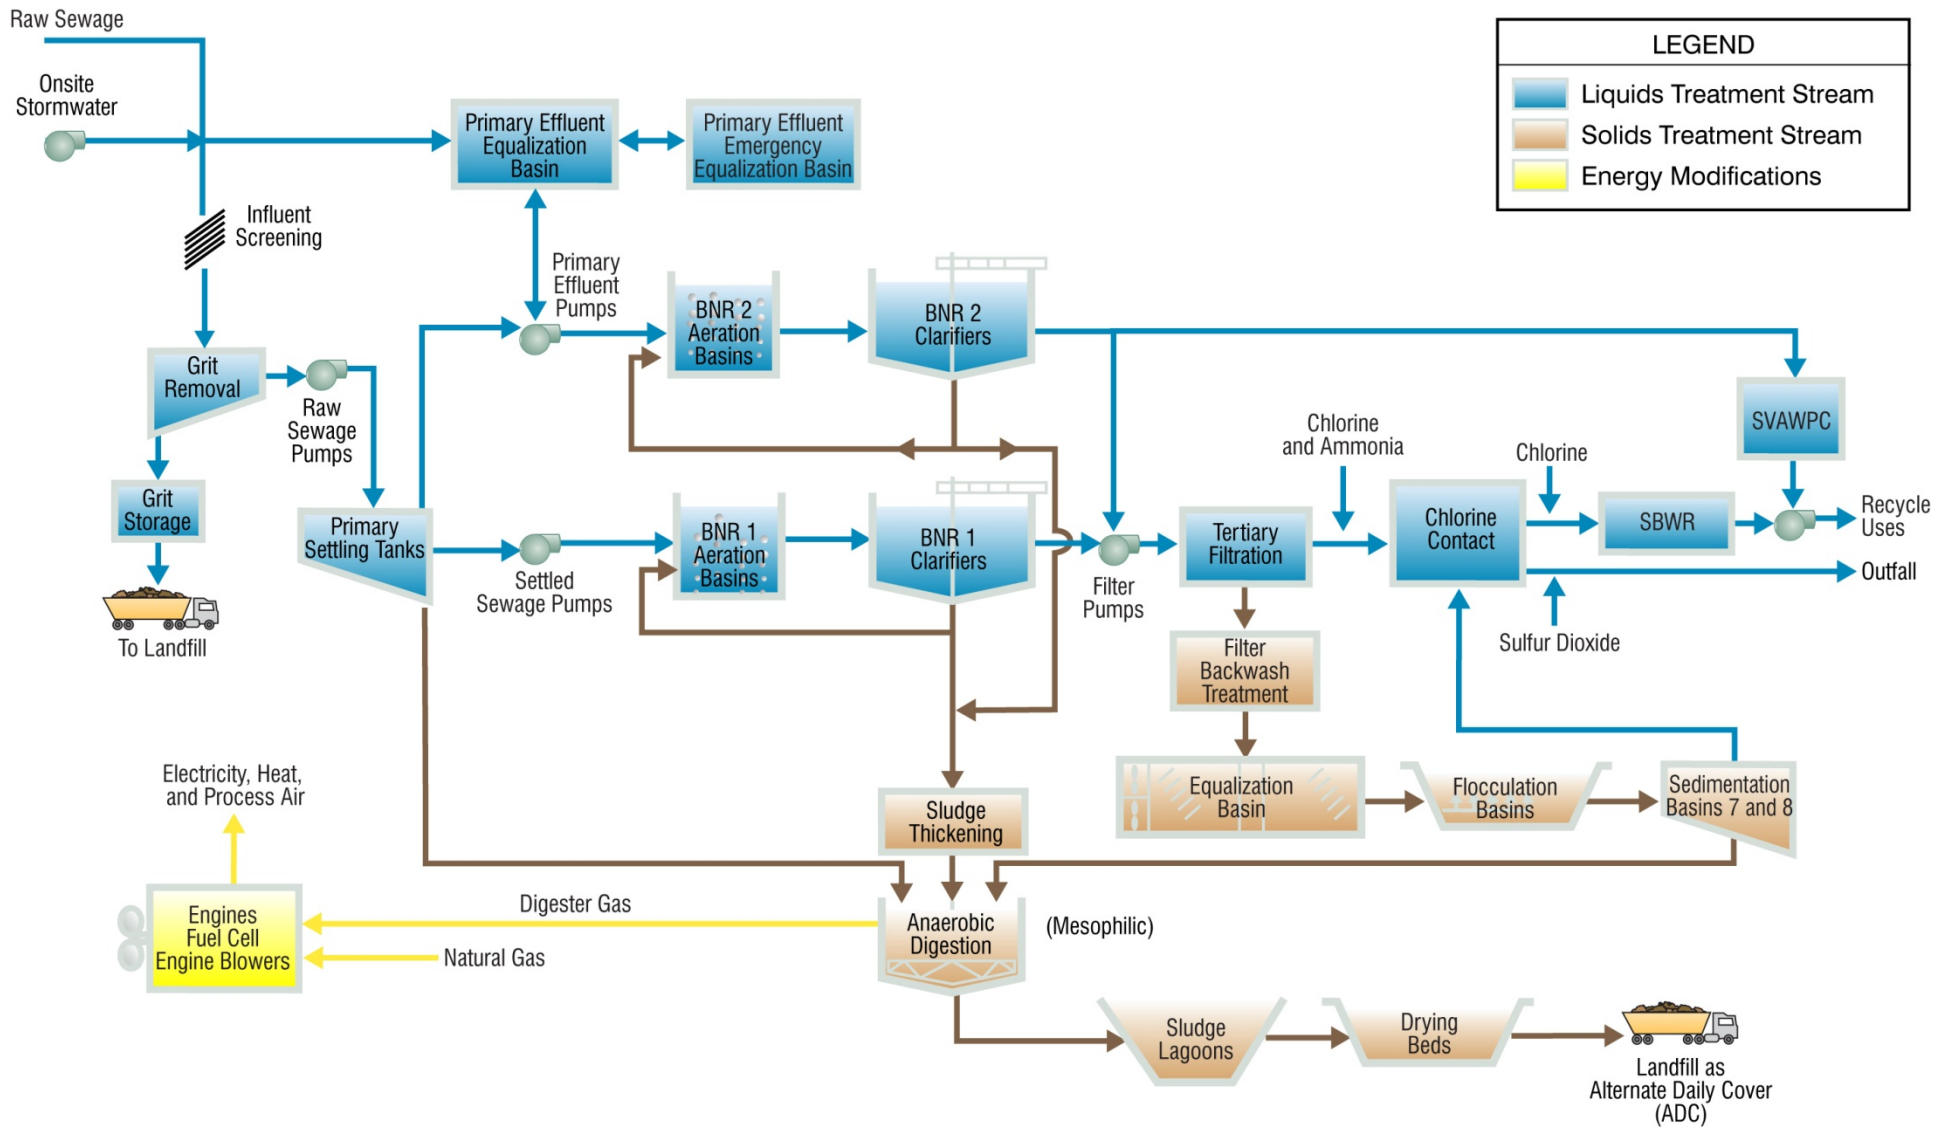 Raw Sewage
Onsite
Stormwater
Influent
Screening
Grit
Removal
Raw
Sewage
Pumps
Grit
Storage
To Landfill
Primary
Settling Tanks
Primary Effluent
Equalization
Basin
Primary Effluent
Emergency
Equalization Basin
Primary
Effluent
Pumps
BNR 2
Aeration
Basins
BNR 2
Clarifiers
Settled
Sewage Pumps
BNR 1
Aeration
Basins
BNR 1
Clarifiers
Filter
Pumps
Tertiary
Filtration
Chlorine
and Ammonia
Chlorine
Contact
Chlorine
SBWR
SVAWPC
Recycle
Uses
Outfall
Sulfur Dioxide
Filter
Backwash
Treatment
Equalization
Basin
Flocculation
Basins
Sedimentation
Basins 7 and 8
Sludge
Thickening
Anaerobic
Digestion
(Mesophilic)
Digester Gas
Natural Gas
Electricity, Heat,
and Process Air
Engines
Fuel Cell
Engine Blowers
Sludge
Lagoons
Drying
Beds
Landfill as
Alternate Daily Cover
(ADC)
LEGEND
Liquids Treatment Stream
Solids Treatment Stream
Energy Modifications